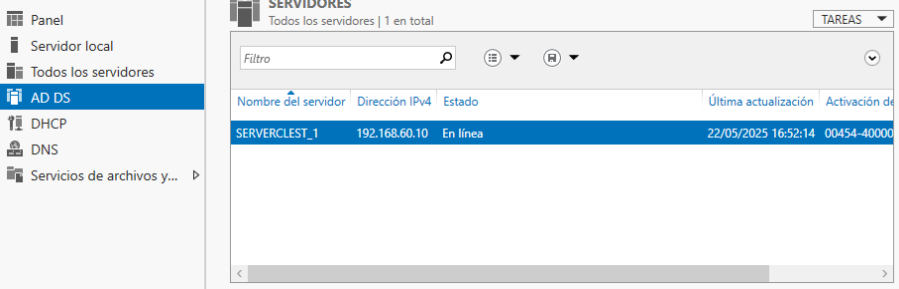 Panel
Servidor local
Todos los servidores
AD DS
DHCP
DNS
Servicios de archivos y...
SERVIDORES
Todos los servidores | 1 en total
TAREAS
Filtro
Nombre del servidor Dirección IPv4 Estado Última actualización Activación de
SERVERCLEST_1 192.168.60.10 En línea 22/05/2025 16:52:14 00454-40000